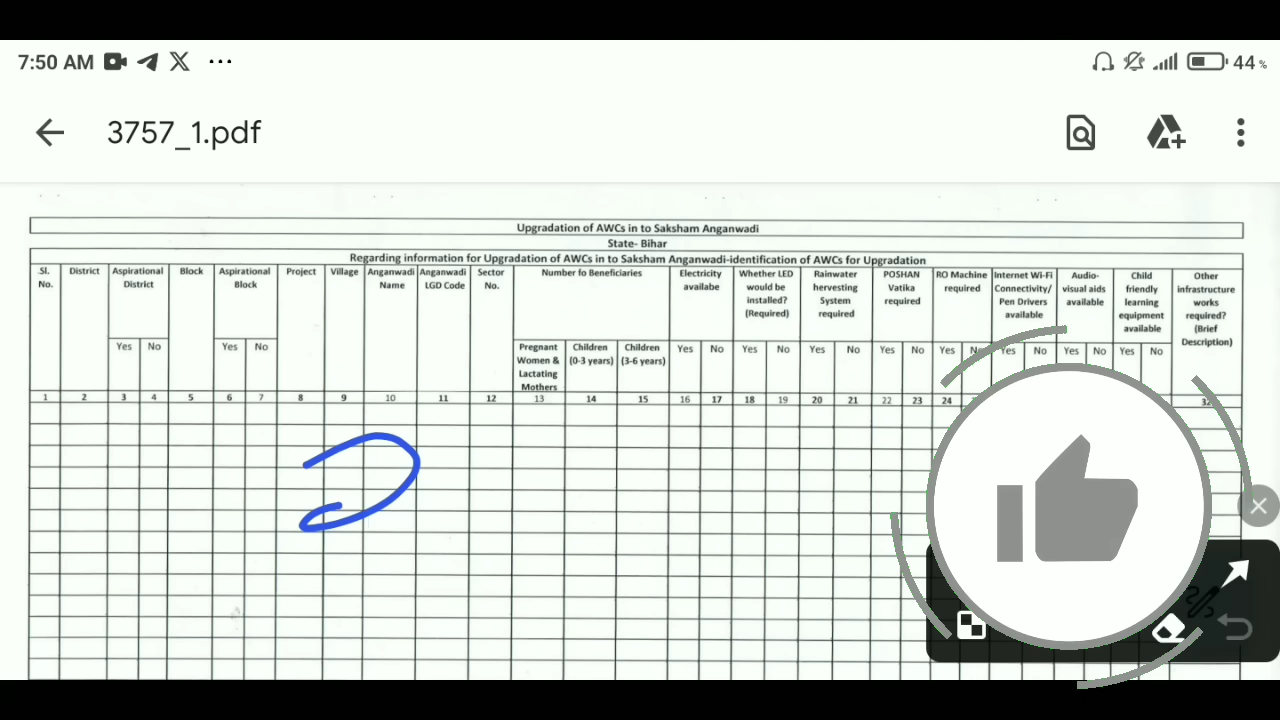 7:50 AM ... 44 %
3757_1.pdf
Upgradation of AWCs in to Saksham Anganwadi
State- Bihar
Regarding information for Upgradation of AWCs in to Saksham Anganwadi-identification of AWCs for Upgradation
Sl. No. District Aspirational District Block Aspirational Block Project Village Anganwadi Name Anganwadi LGD Code Sector No. Number fo Beneficiaries Electricity availabe Whether LED would be installed? (Required) Rainwater hervesting System required POSHAN Vatika required RO Machine required Internet Wi-Fi Connectivity/ Pen Drivers available Audio-visual aids available Child friendly learning equipment available Other infrastructure works required? (Brief Description)
Yes No Yes No Pregnant Women & Lactating Mothers Children (0-3 years) Children (3-6 years) Yes No Yes No Yes No Yes No Yes No Yes No Yes No Yes No
1 2 3 4 5 6 7 8 9 10 11 12 13 14 15 16 17 18 19 20 21 22 23 24